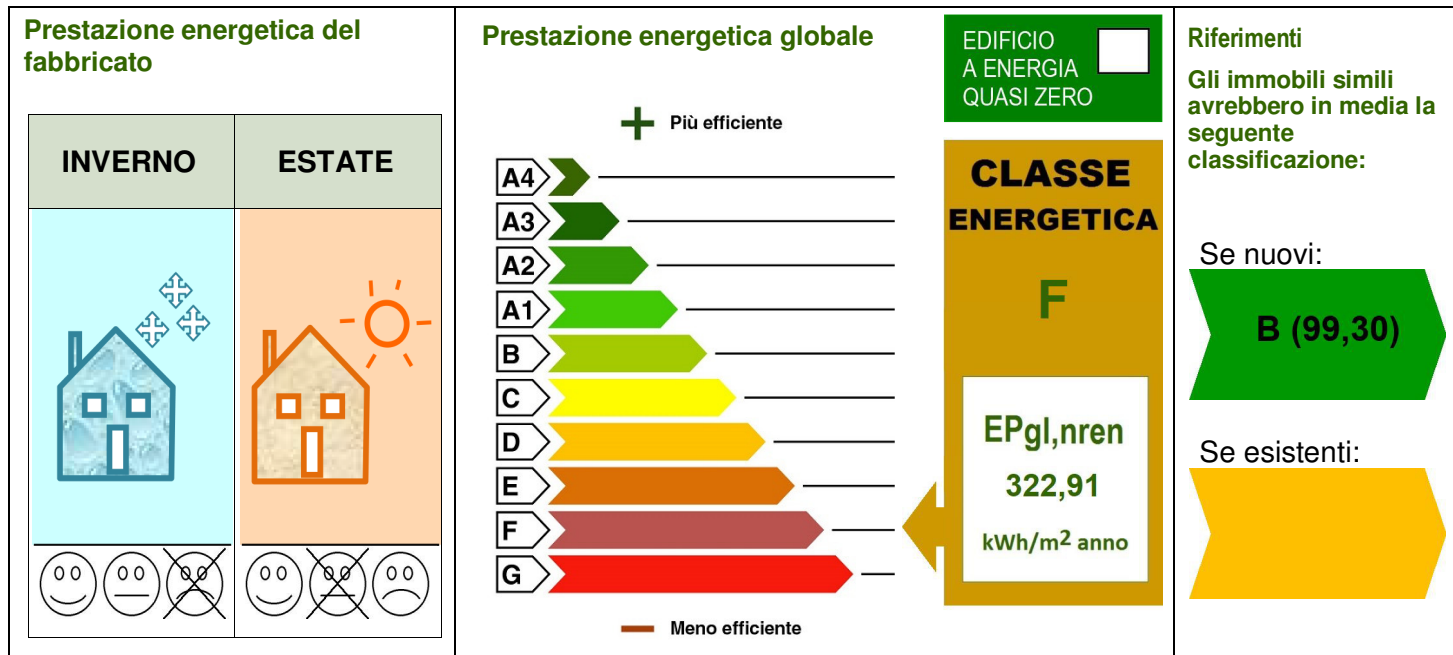 Prestazione energetica del
fabbricato
INVERNO
ESTATE
Prestazione energetica globale
Più efficiente
A4
A3
A2
A1
B
C
D
E
F
G
Meno efficiente
EDIFICIO
A ENERGIA
QUASI ZERO
CLASSE
ENERGETICA
F
EPgl,nren
322,91
kWh/m² anno
Riferimenti
Gli immobili simili
avrebbero in media la
seguente
classificazione:
Se nuovi:
B (99,30)
Se esistenti: